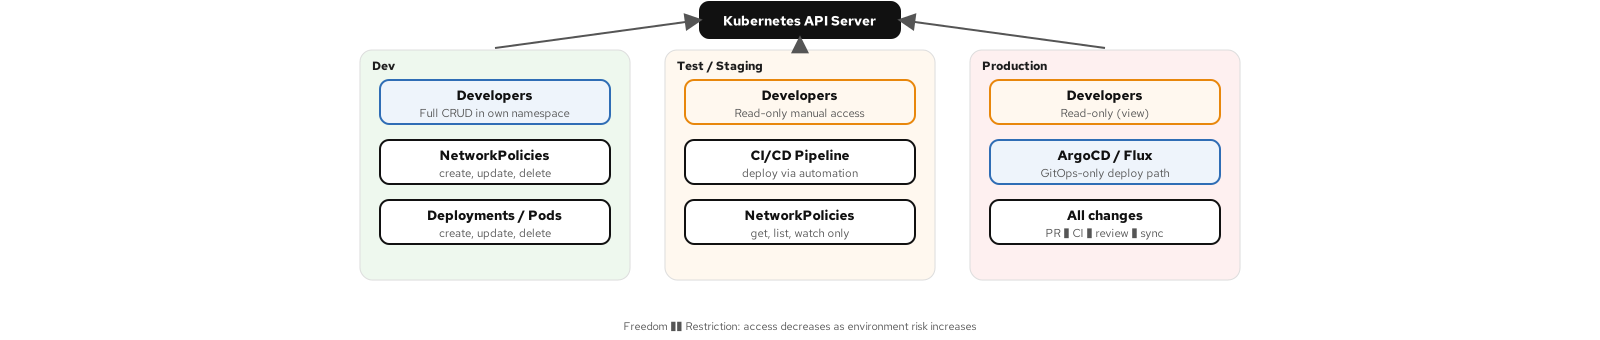 Kubernetes API Server
Dev
Developers
Full CRUD in own namespace
NetworkPolicies
create, update, delete
Deployments / Pods
create, update, delete
Test / Staging
Developers
Read-only manual access
CI/CD Pipeline
deploy via automation
NetworkPolicies
get, list, watch only
Production
Developers
Read-only (view)
ArgoCD / Flux
GitOps-only deploy path
All changes
PR ▮ CI ▮ review ▮ sync
Freedom ▮▮ Restriction: access decreases as environment risk increases